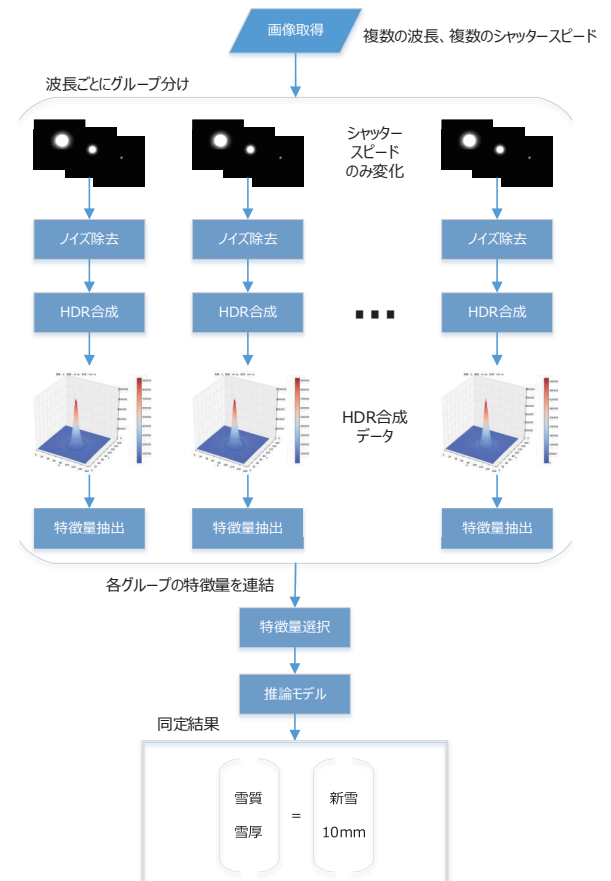 画像取得
複数の波長、複数のシャッタースピード
波長ごとにグループ分け
シャッター
スピード
のみ変化
ノイズ除去 ノイズ除去 ノイズ除去
HDR合成 HDR合成 ▪▪▪ HDR合成
HDR合成
データ
特徴量抽出 特徴量抽出 特徴量抽出
各グループの特徴量を連結
特徴量選択
推論モデル
同定結果
雪質 新雪
=
雪厚 10mm